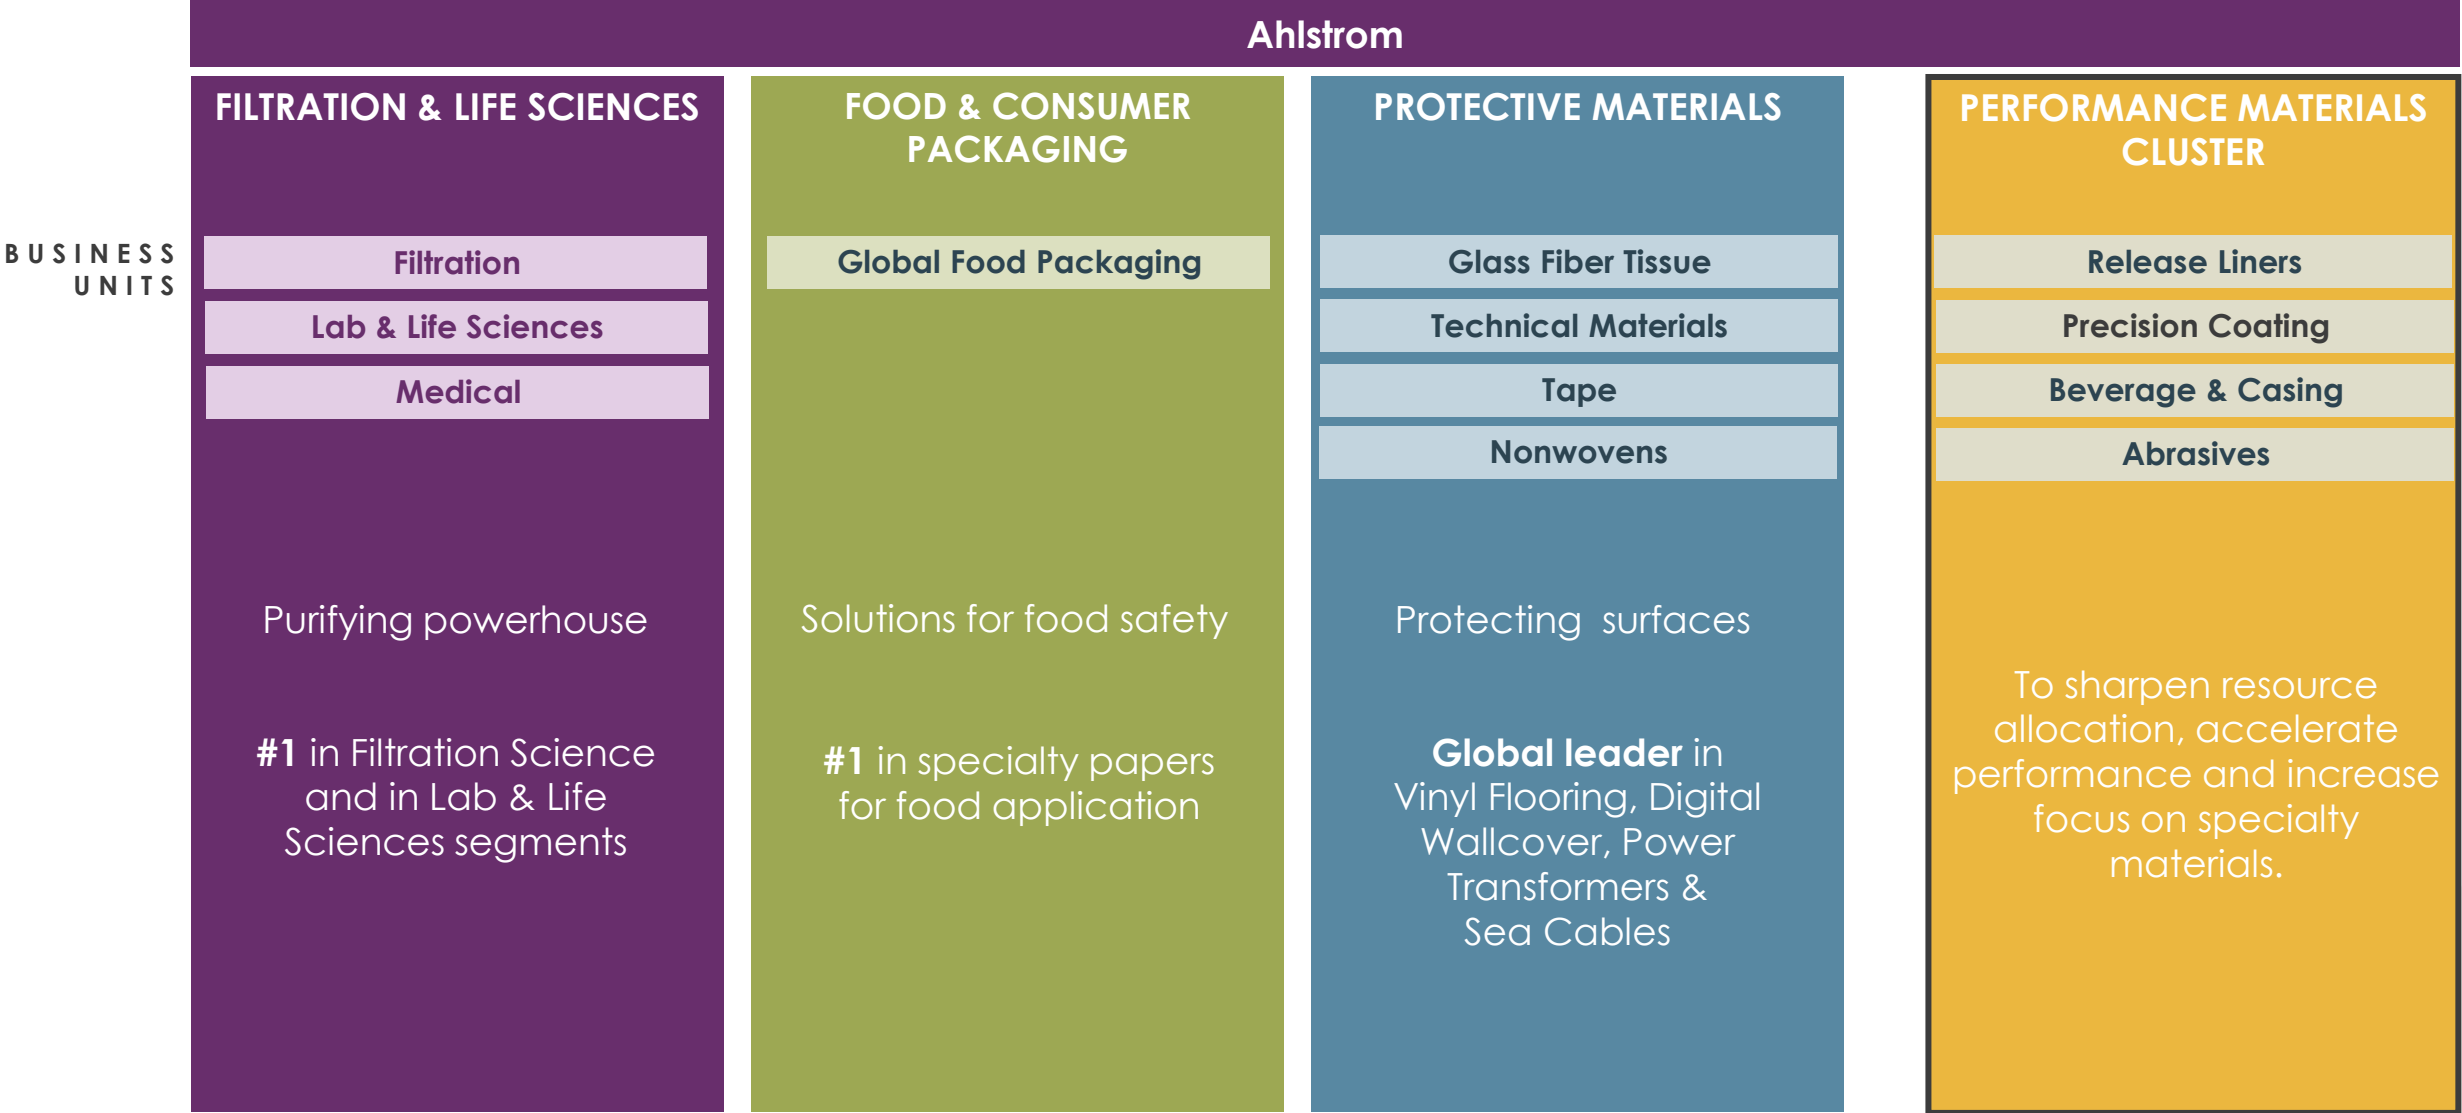 Ahlstrom
FILTRATION & LIFE SCIENCES
FOOD & CONSUMER
PACKAGING
PROTECTIVE MATERIALS
PERFORMANCE MATERIALS
CLUSTER
BUSINESS
UNITS
Filtration
Lab & Life Sciences
Medical
Global Food Packaging
Glass Fiber Tissue
Technical Materials
Tape
Nonwovens
Release Liners
Precision Coating
Beverage & Casing
Abrasives
Purifying powerhouse
#1 in Filtration Science
and in Lab & Life
Sciences segments
Solutions for food safety
#1 in specialty papers
for food application
Protecting surfaces
Global leader in
Vinyl Flooring, Digital
Wallcover, Power
Transformers &
Sea Cables
To sharpen resource
allocation, accelerate
performance and increase
focus on specialty
materials.